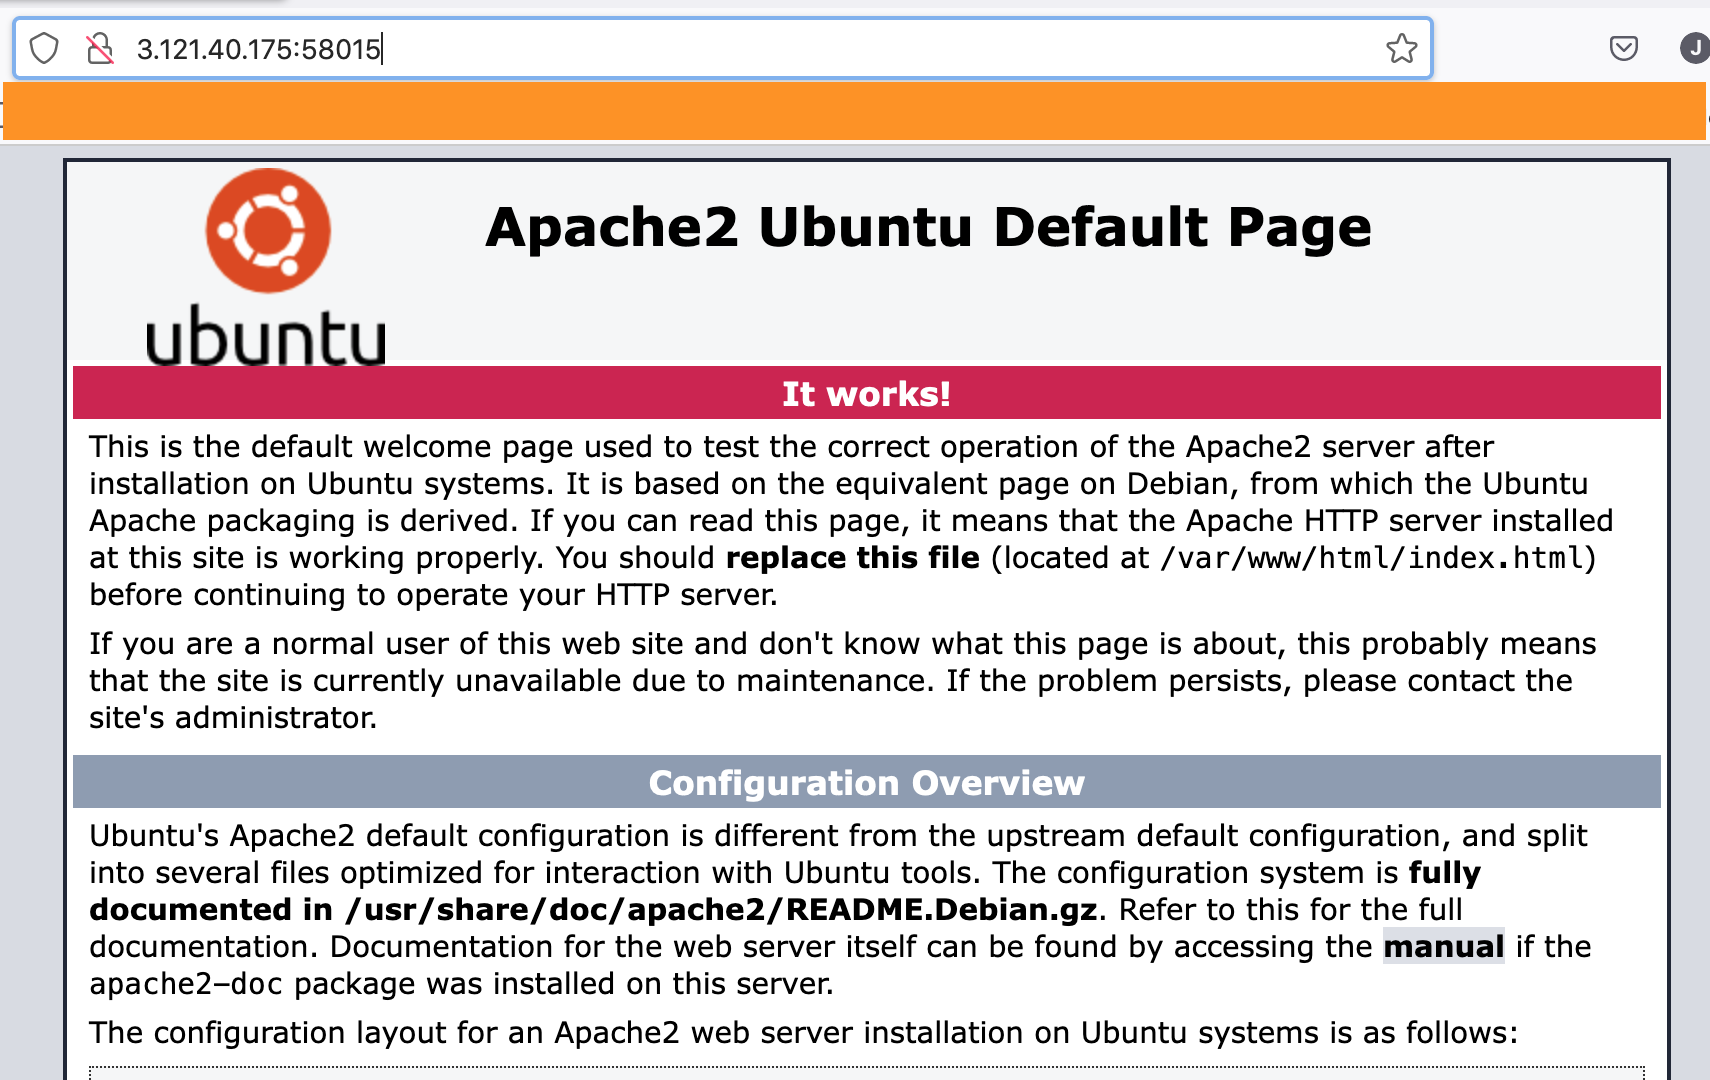 3.121.40.175:58015
J
Apache2 Ubuntu Default Page
ubuntu
It works!
This is the default welcome page used to test the correct operation of the Apache2 server after
installation on Ubuntu systems. It is based on the equivalent page on Debian, from which the Ubuntu
Apache packaging is derived. If you can read this page, it means that the Apache HTTP server installed
at this site is working properly. You should replace this file (located at /var/www/html/index.html)
before continuing to operate your HTTP server.
If you are a normal user of this web site and don't know what this page is about, this probably means
that the site is currently unavailable due to maintenance. If the problem persists, please contact the
site's administrator.
Configuration Overview
Ubuntu's Apache2 default configuration is different from the upstream default configuration, and split
into several files optimized for interaction with Ubuntu tools. The configuration system is fully
documented in /usr/share/doc/apache2/README.Debian.gz. Refer to this for the full
documentation. Documentation for the web server itself can be found by accessing the manual if the
apache2-doc package was installed on this server.
The configuration layout for an Apache2 web server installation on Ubuntu systems is as follows: